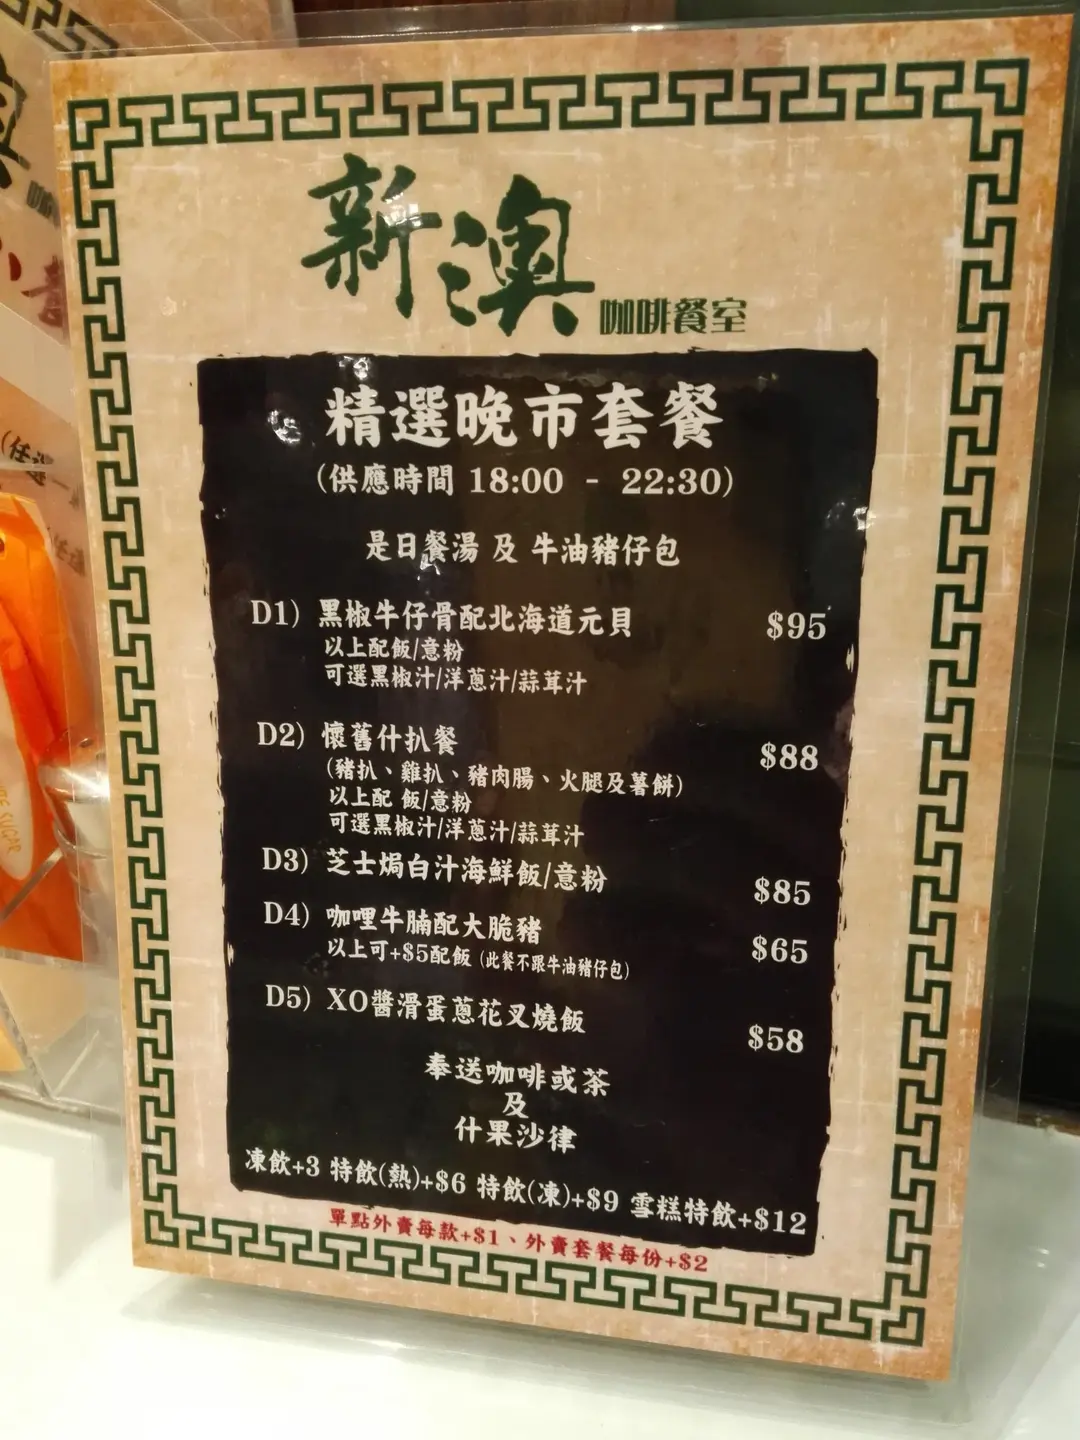 新澳
咖啡餐室
精選晚市套餐
(供應時間 18:00 - 22:30)
是日餐湯 及 牛油豬仔包
D1) 黑椒牛仔骨配北海道元貝 $95
以上配飯/意粉
可選黑椒汁/洋蔥汁/蒜茸汁
D2) 懷舊什扒餐 $88
(豬扒、雞扒、豬肉腸、火腿及薯餅)
以上配 飯/意粉
可選黑椒汁/洋蔥汁/蒜茸汁
D3) 芝士焗白汁海鮮飯/意粉 $85
D4) 咖哩牛腩配大脆豬 $65
以上可+$5配飯 (此餐不跟牛油豬仔包)
D5) XO醬滑蛋蔥花叉燒飯 $58
奉送咖啡或茶
及
什果沙律
凍飲+3 特飲(熱)+$6 特飲(凍)+$9 雪糕特飲+$12
單點外賣每款+$1、外賣套餐每份+$2